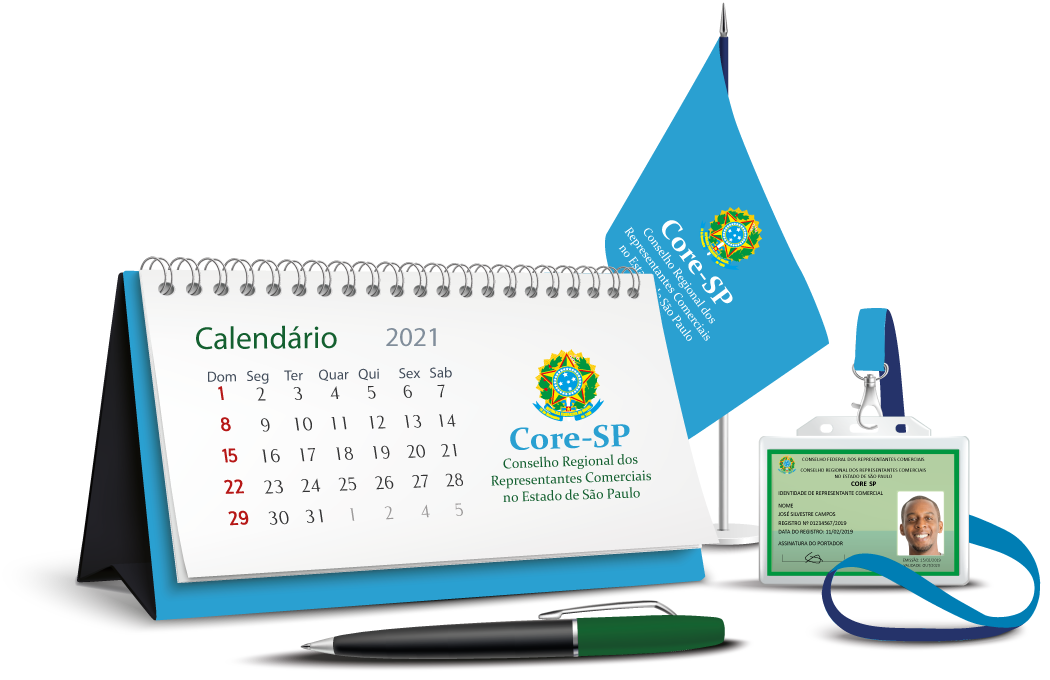 Calendário 2021
Dom Seg Ter Quar Qui Sex Sab
1 2 3 4 5 6 7
8 9 10 11 12 13 14
15 16 17 18 19 20 21
22 23 24 25 26 27 28
29 30 31 1 2 4 5
Core-SP
Conselho Regional dos
Representantes Comerciais
no Estado de São Paulo
Core-SP
Conselho Regional dos
Representantes Comerciais
no Estado de São Paulo
CONSELHO FEDERAL DOS REPRESENTANTES COMERCIAIS
CONSELHO REGIONAL DOS REPRESENTANTES COMERCIAIS
NO ESTADO DE SÃO PAULO
CORE SP
IDENTIDADE DE REPRESENTANTE COMERCIAL
NOME
JOSÉ SILVESTRE CAMPOS
REGISTRO Nº 01234567/2019
DATA DO REGISTRO: 11/02/2019
ASSINATURA DO PORTADOR